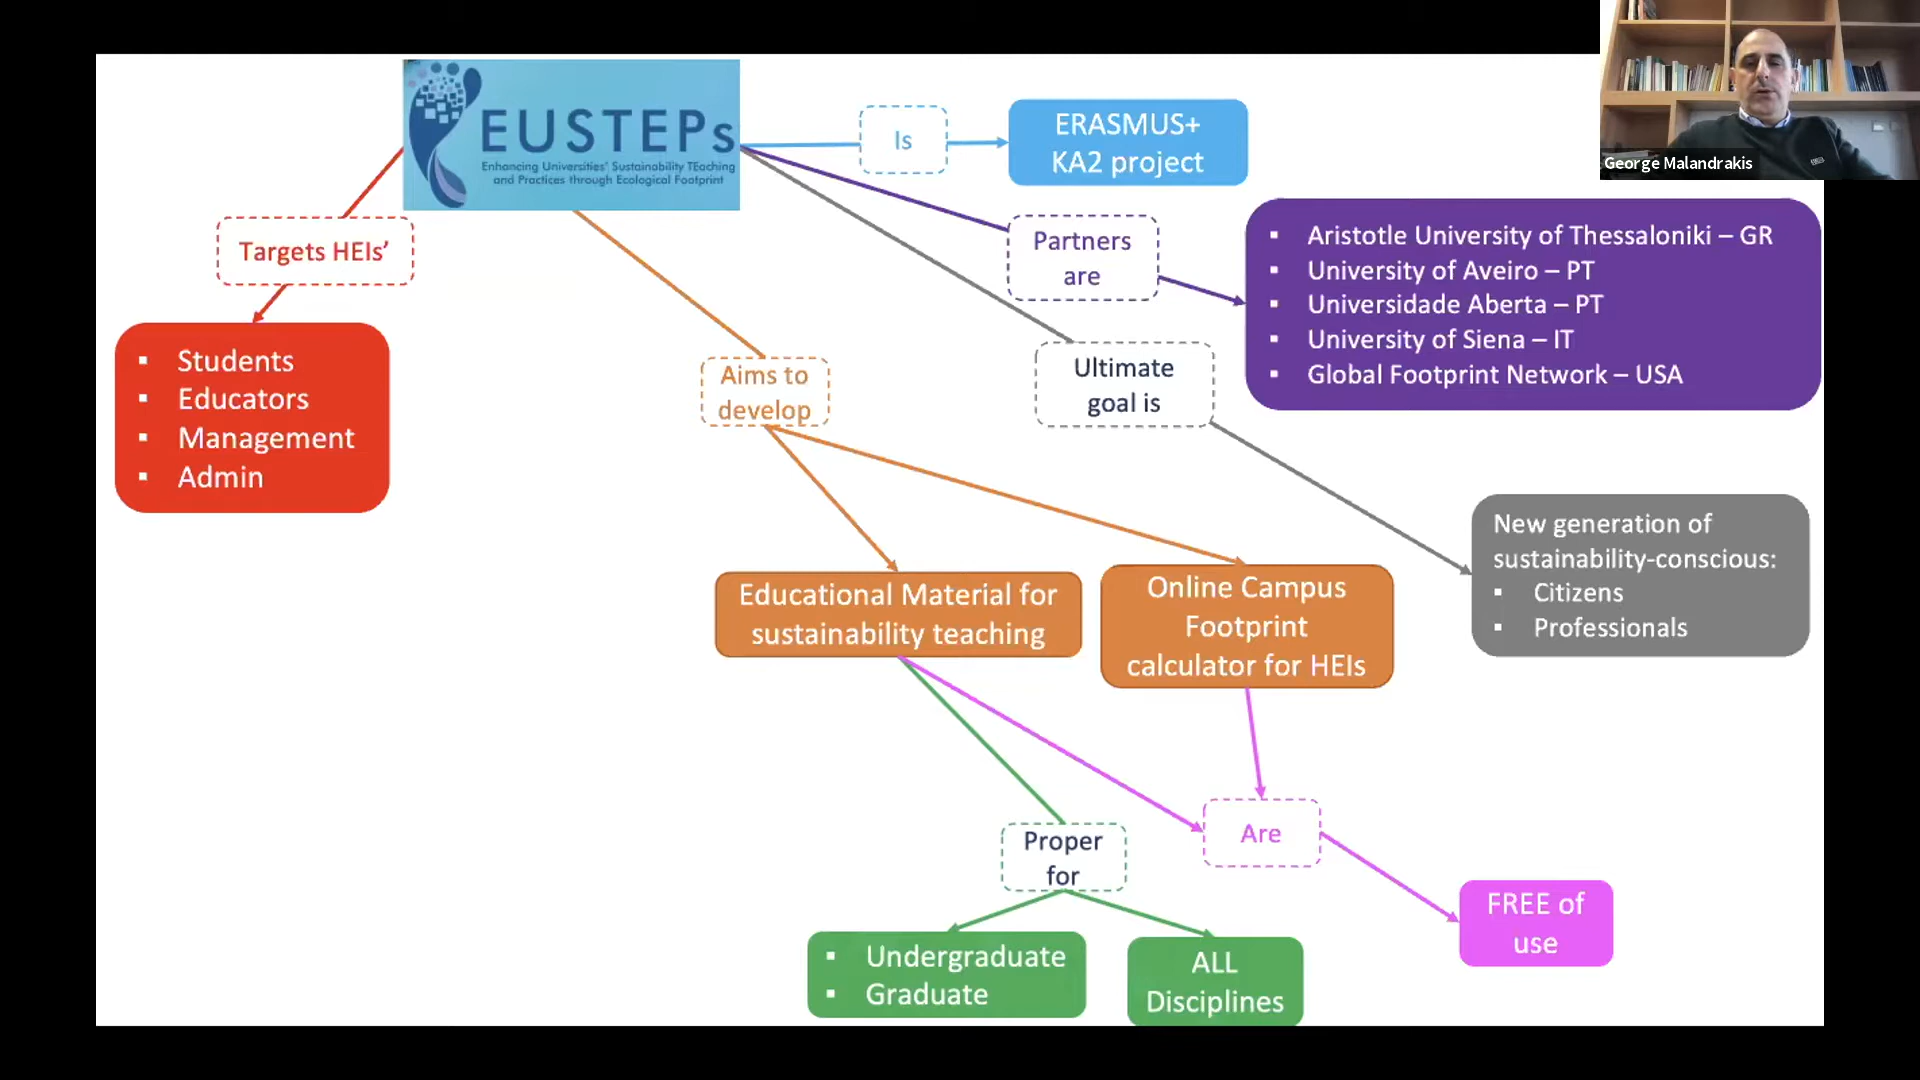 EUSTEPs
Enhancing Universities' Sustainability TEaching
and Practices through Ecological Footprint
Is
ERASMUS+
KA2 project
George Malandrakis
Targets HEIs’
▪ Students
▪ Educators
▪ Management
▪ Admin
Partners
are
▪ Aristotle University of Thessaloniki – GR
▪ University of Aveiro – PT
▪ Universidade Aberta – PT
▪ University of Siena – IT
▪ Global Footprint Network – USA
Aims to
develop
Ultimate
goal is
New generation of
sustainability-conscious:
▪ Citizens
▪ Professionals
Educational Material for
sustainability teaching
Online Campus
Footprint
calculator for HEIs
Proper
for
Are
▪ Undergraduate
▪ Graduate
ALL
Disciplines
FREE of
use